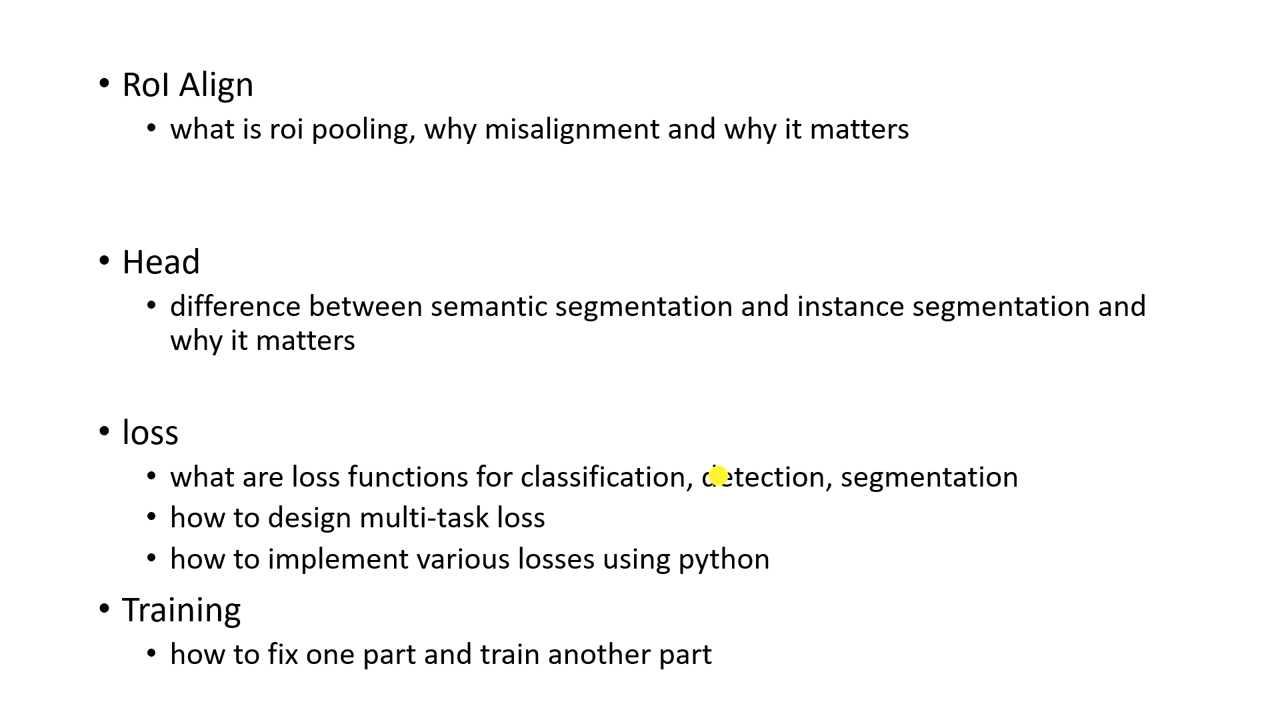 • RoI Align
• what is roi pooling, why misalignment and why it matters
• Head
• difference between semantic segmentation and instance segmentation and
why it matters
• loss
• what are loss functions for classification, detection, segmentation
• how to design multi-task loss
• how to implement various losses using python
• Training
• how to fix one part and train another part